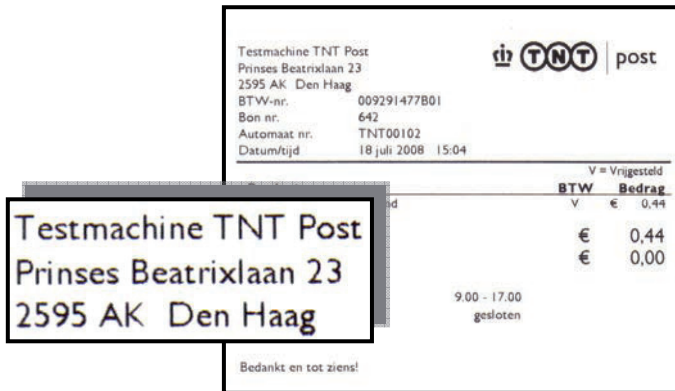 Testmachine TNT Post
Prinses Beatrixlaan 23
2595 AK Den Haag
BTW-nr. 009291477B01
Bon nr. 642
Automaat nr. TNT00102
Datum/tijd 18 juli 2008 15:04
TNT post
V = Vrijgesteld
BTW Bedrag
V € 0,44
€ 0,44
€ 0,00
9.00 - 17.00
gesloten
Bedankt en tot ziens!
Testmachine TNT Post
Prinses Beatrixlaan 23
2595 AK Den Haag